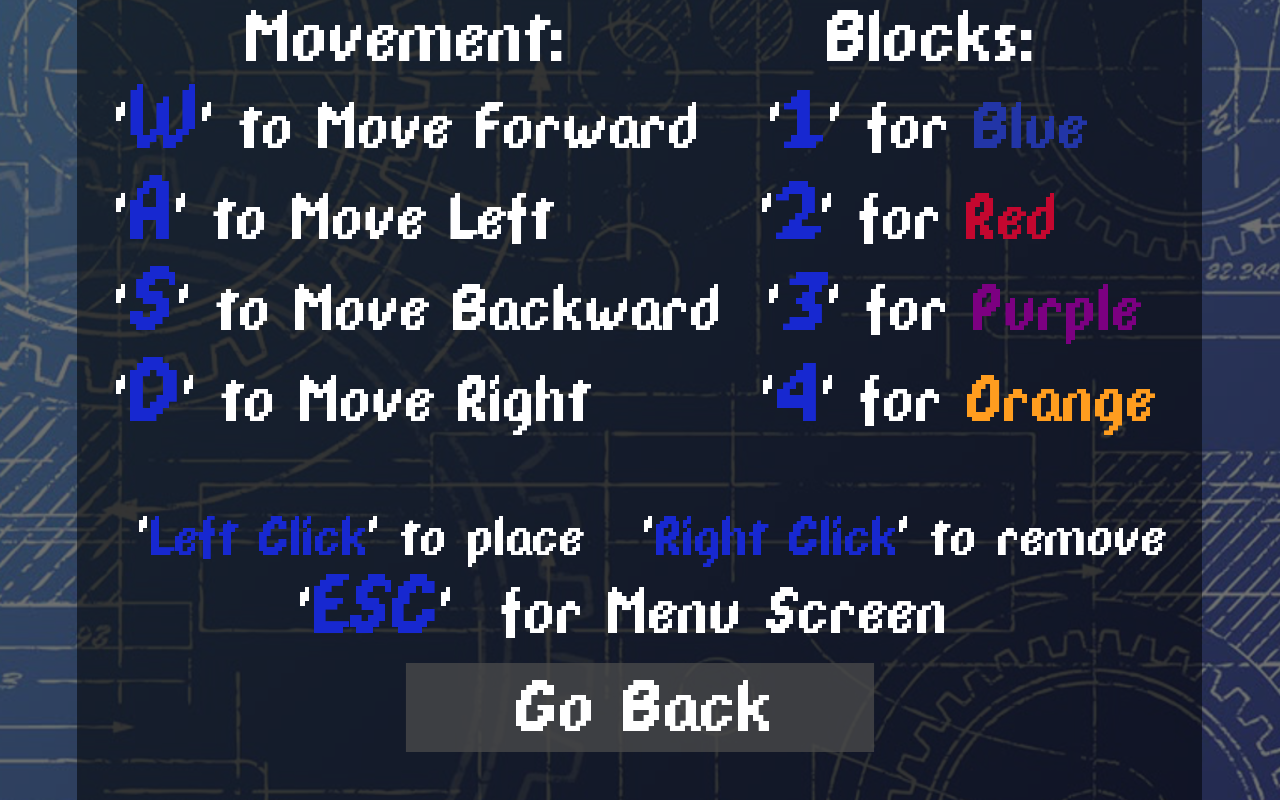 Movement:
'W' to Move Forward
'A' to Move Left
'S' to Move Backward
'D' to Move Right
Blocks:
'1' for Blue
'2' for Red
'3' for Purple
'4' for Orange
'Left Click' to place 'Right Click' to remove
'ESC' for Menu Screen
Go Back